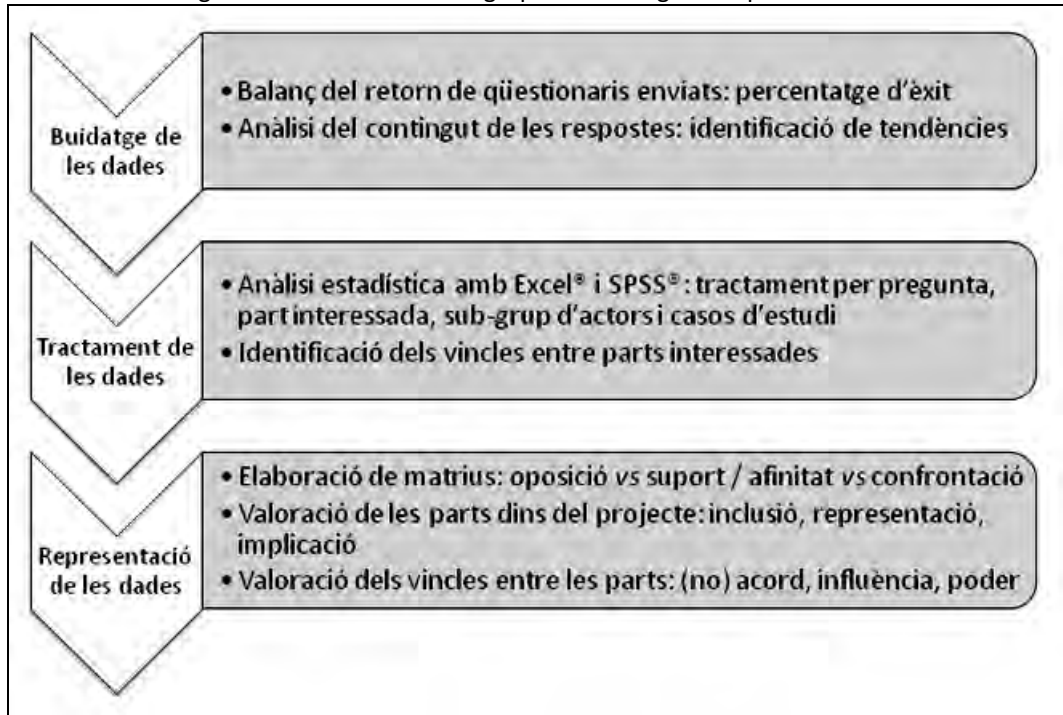 Buidatge de
les dades
• Balanç del retorn de qüestionaris enviats: percentatge d'èxit
• Anàlisi del contingut de les respostes: identificació de tendències
Tractament de
les dades
• Anàlisi estadística amb Excel® i SPSS®: tractament per pregunta,
part interessada, sub-grup d'actors i casos d'estudi
• Identificació dels vincles entre parts interessades
Representació
de les dades
• Elaboració de matrius: oposició vs suport / afinitat vs confrontació
• Valoració de les parts dins del projecte: inclusió, representació,
implicació
• Valoració dels vincles entre les parts: (no) acord, influència, poder